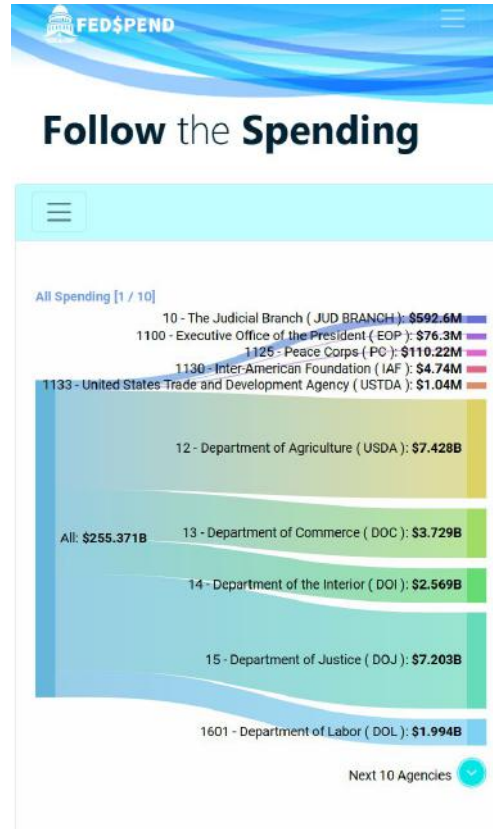 FED$PEND
Follow the Spending
All Spending [1 / 10]
10 - The Judicial Branch ( JUD BRANCH ): $592.6M
1100 - Executive Office of the President ( EOP ): $76.3M
1125 - Peace Corps ( PC ): $110.22M
1130 - Inter-American Foundation ( IAF ): $4.74M
1133 - United States Trade and Development Agency ( USTDA ): $1.04M
12 - Department of Agriculture ( USDA ): $7.428B
All: $255.371B
13 - Department of Commerce ( DOC ): $3.729B
14 - Department of the Interior ( DOI ): $2.569B
15 - Department of Justice ( DOJ ): $7.203B
1601 - Department of Labor ( DOL ): $1.994B
Next 10 Agencies